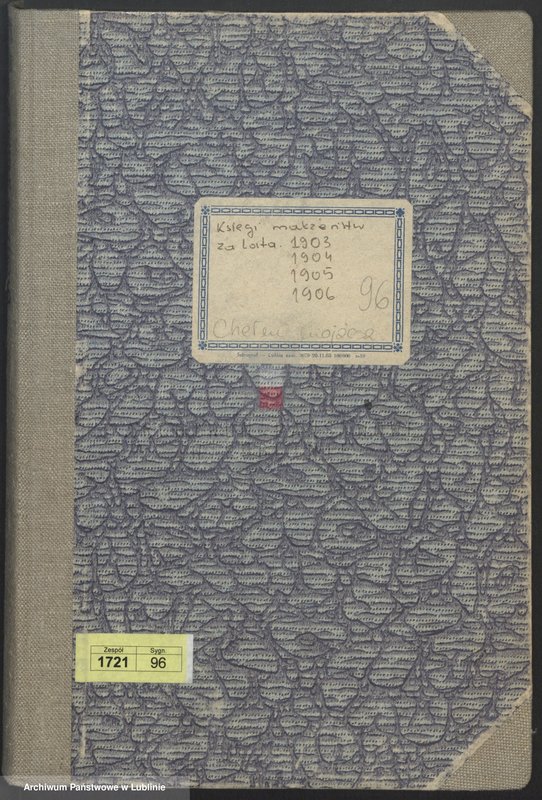 Księgi małżeństw
za lata 1903
1904
1905
1906
96
Chełm
Zespół Sygn.
1721 96
Archiwum Państwowe w Lublinie